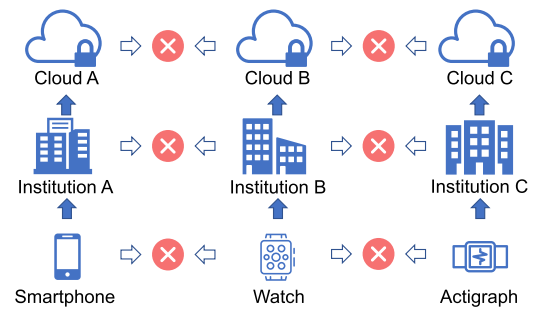 Cloud A
Cloud B
Cloud C
Institution A
Institution B
Institution C
Smartphone
Watch
Actigraph